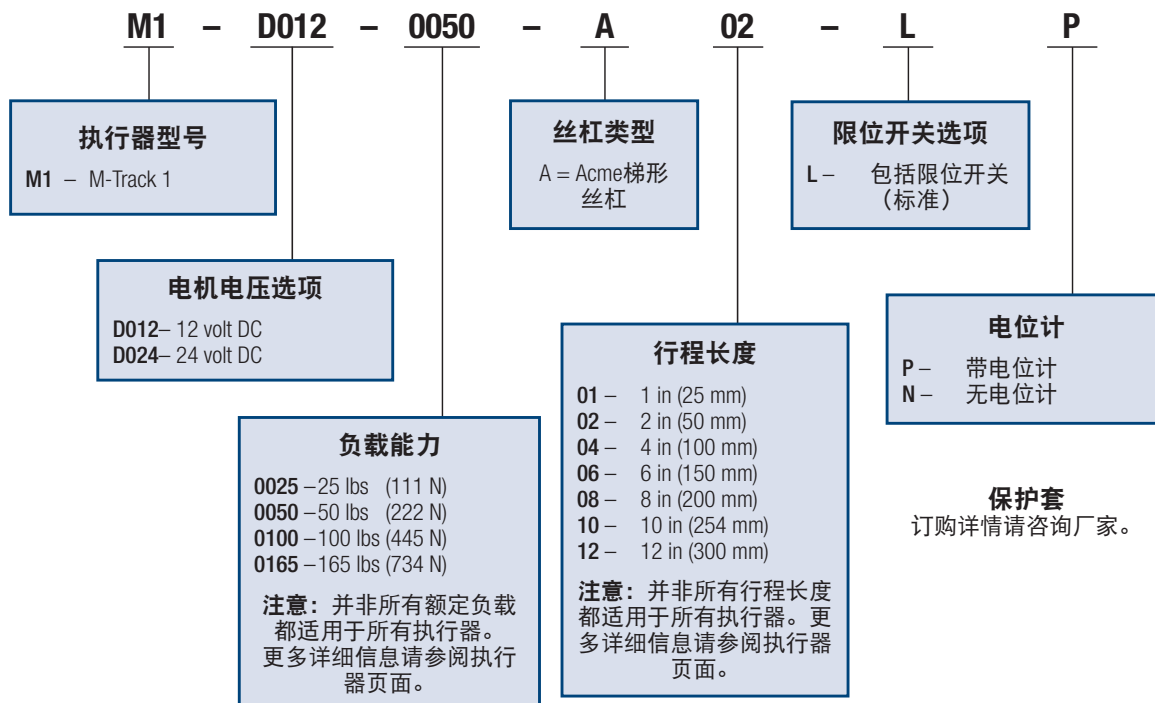 M1 – D012 – 0050 – A 02 – L P
执行器型号
M1 – M-Track 1
丝杠类型
A = Acme梯形
丝杠
限位开关选项
L – 包括限位开关
（标准）
电机电压选项
D012– 12 volt DC
D024– 24 volt DC
行程长度
01 – 1 in (25 mm)
02 – 2 in (50 mm)
04 – 4 in (100 mm)
06 – 6 in (150 mm)
08 – 8 in (200 mm)
10 – 10 in (254 mm)
12 – 12 in (300 mm)
注意：并非所有行程长度
都适用于所有执行器。更
多详细信息请参阅执行器
页面。
电位计
P – 带电位计
N – 无电位计
负载能力
0025 –25 lbs (111 N)
0050 –50 lbs (222 N)
0100 –100 lbs (445 N)
0165 –165 lbs (734 N)
注意：并非所有额定负载
都适用于所有执行器。
更多详细信息请参阅执行
器页面。
保护套
订购详情请咨询厂家。